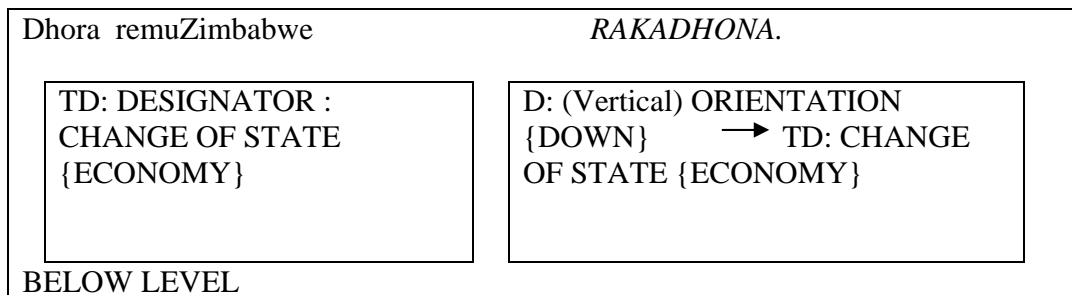 Dhora remuZimbabwe RAKADHONA.
TD: DESIGNATOR :
CHANGE OF STATE
{ECONOMY}
D: (Vertical) ORIENTATION
{DOWN} → TD: CHANGE
OF STATE {ECONOMY}
BELOW LEVEL